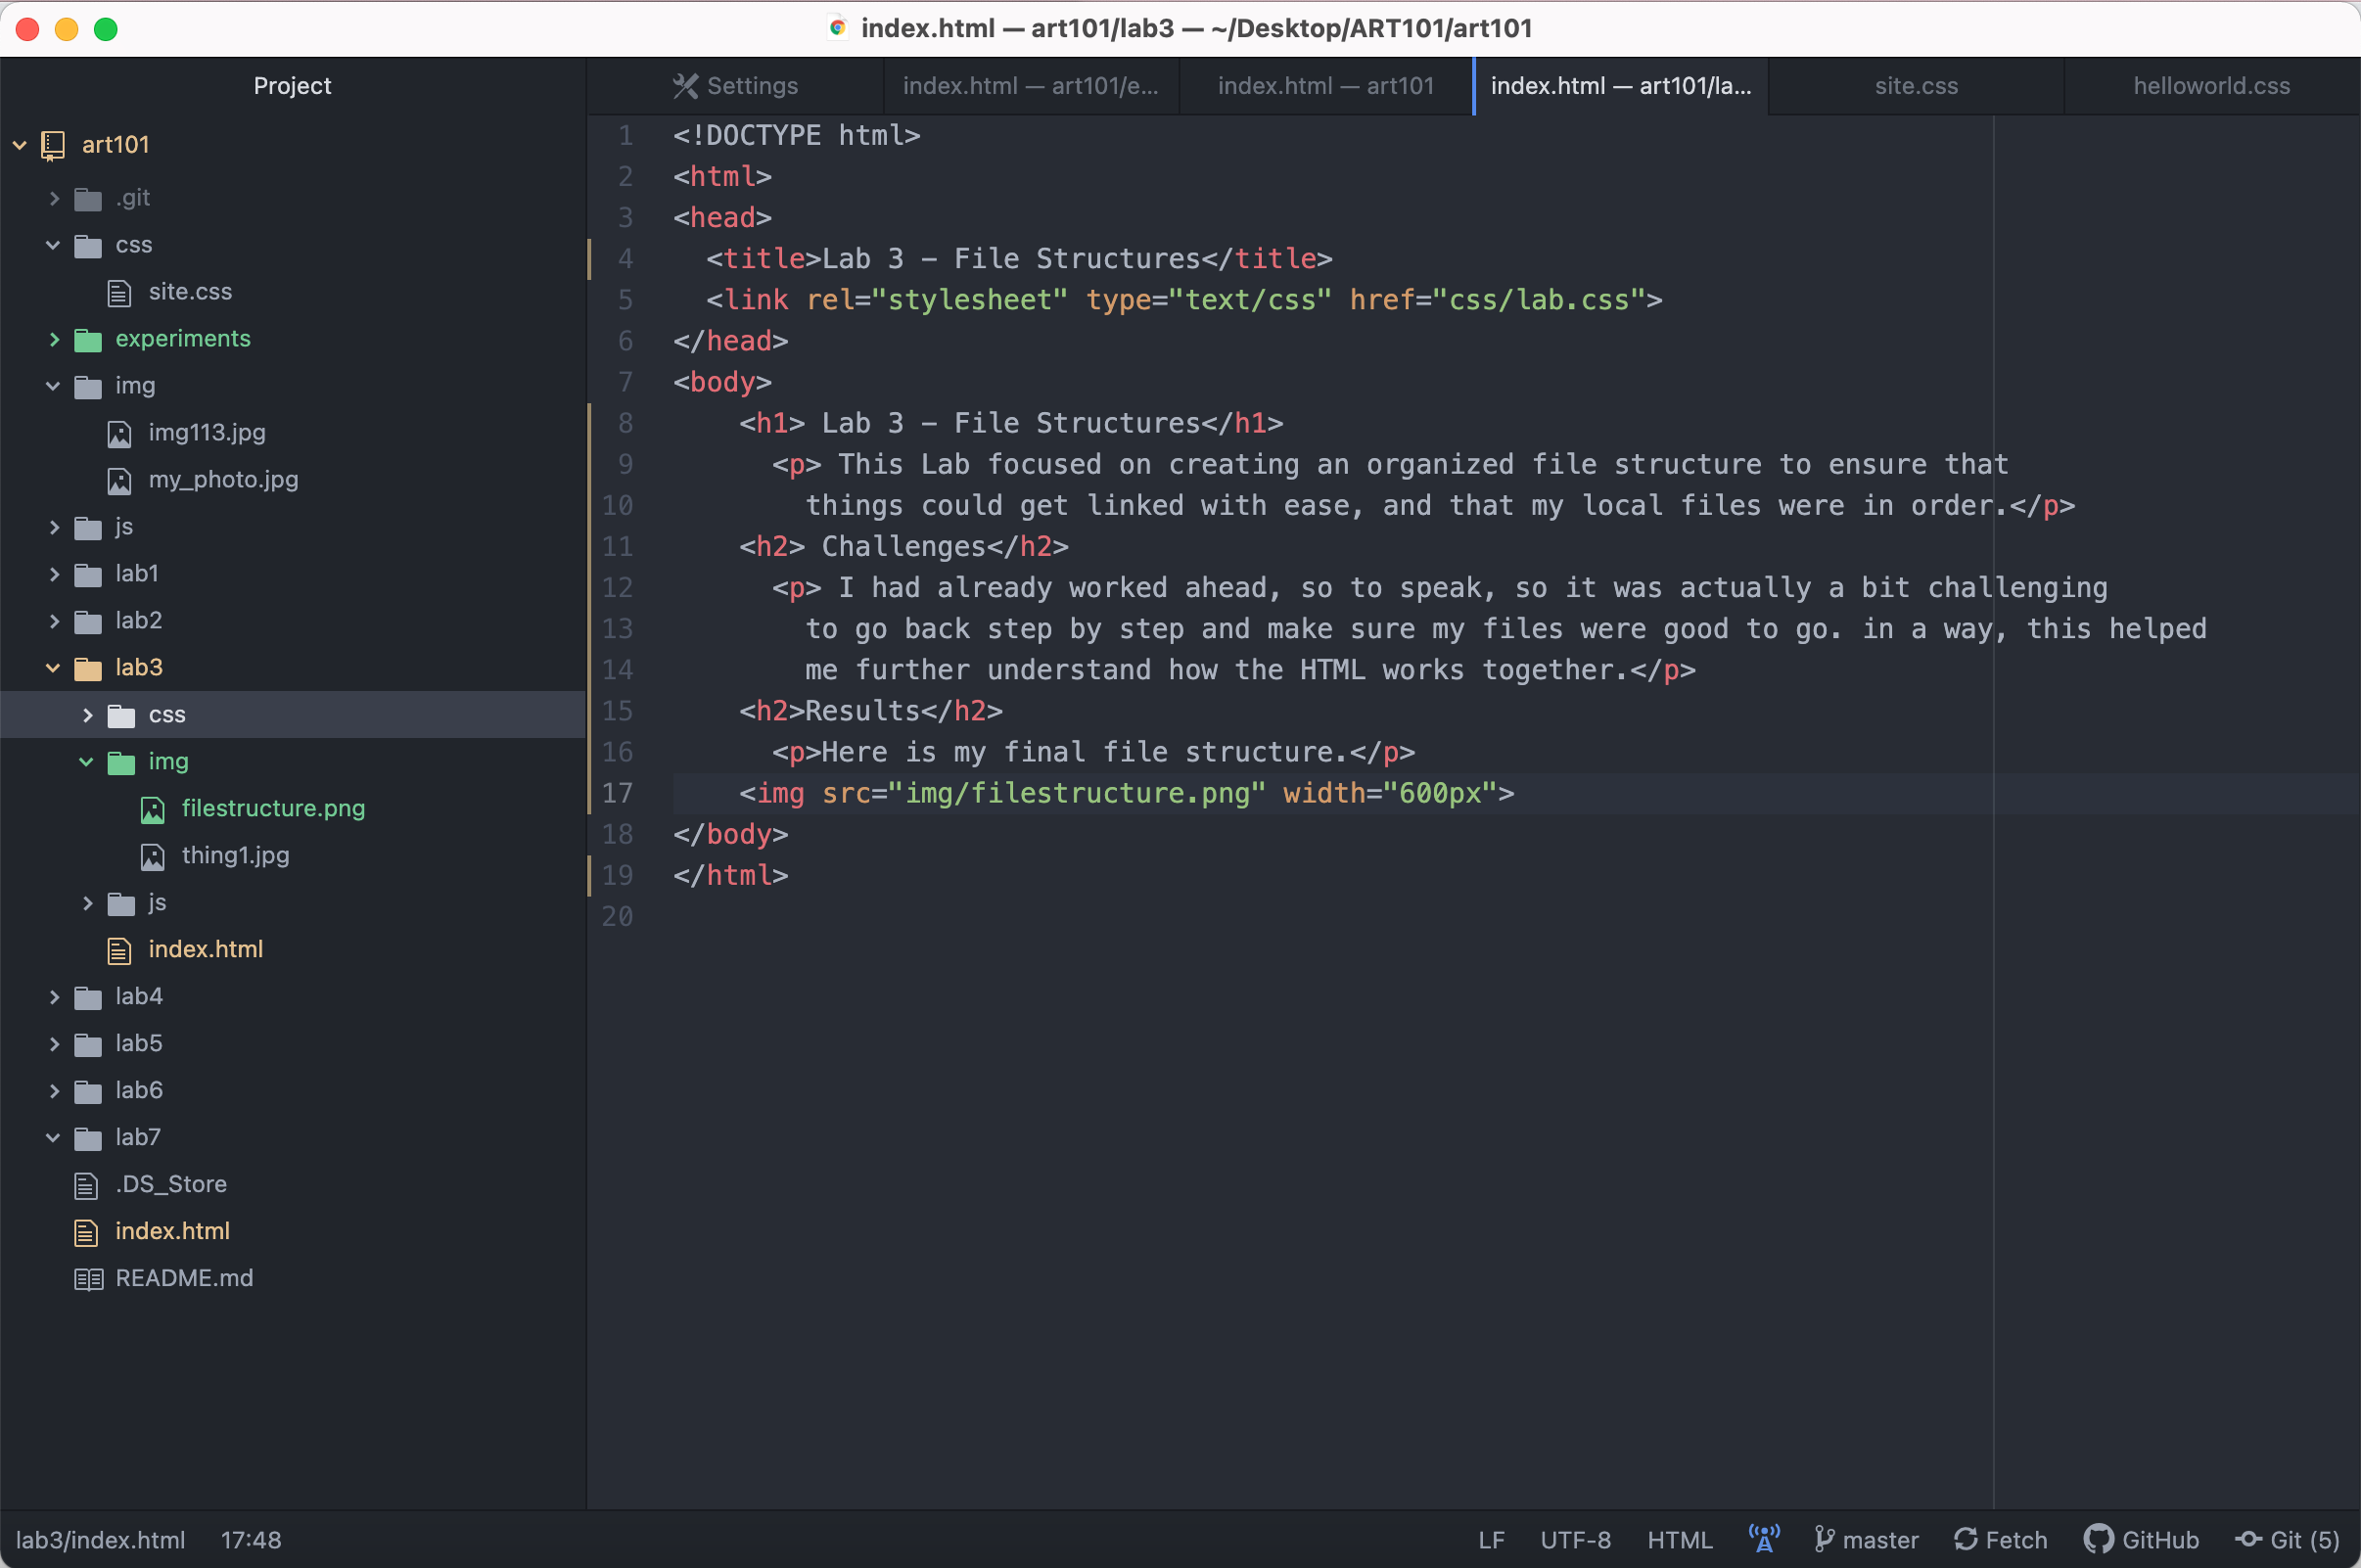 index.html — art101/lab3 — ~/Desktop/ART101/art101
Project
Settings
index.html — art101/e...
index.html — art101
index.html — art101/la...
site.css
helloworld.css
art101
.git
css
site.css
experiments
img
img113.jpg
my_photo.jpg
js
lab1
lab2
lab3
css
img
filestructure.png
thing1.jpg
js
index.html
lab4
lab5
lab6
lab7
.DS_Store
index.html
README.md
1 <!DOCTYPE html>
2 <html>
3 <head>
4 <title>Lab 3 – File Structures</title>
5 <link rel="stylesheet" type="text/css" href="css/lab.css">
6 </head>
7 <body>
8 <h1> Lab 3 – File Structures</h1>
9 <p> This Lab focused on creating an organized file structure to ensure that
10 things could get linked with ease, and that my local files were in order.</p>
11 <h2> Challenges</h2>
12 <p> I had already worked ahead, so to speak, so it was actually a bit challenging
13 to go back step by step and make sure my files were good to go. in a way, this helped
14 me further understand how the HTML works together.</p>
15 <h2>Results</h2>
16 <p>Here is my final file structure.</p>
17 <img src="img/filestructure.png" width="600px">
18 </body>
19 </html>
20
lab3/index.html 17:48
LF UTF-8 HTML master Fetch GitHub Git (5)